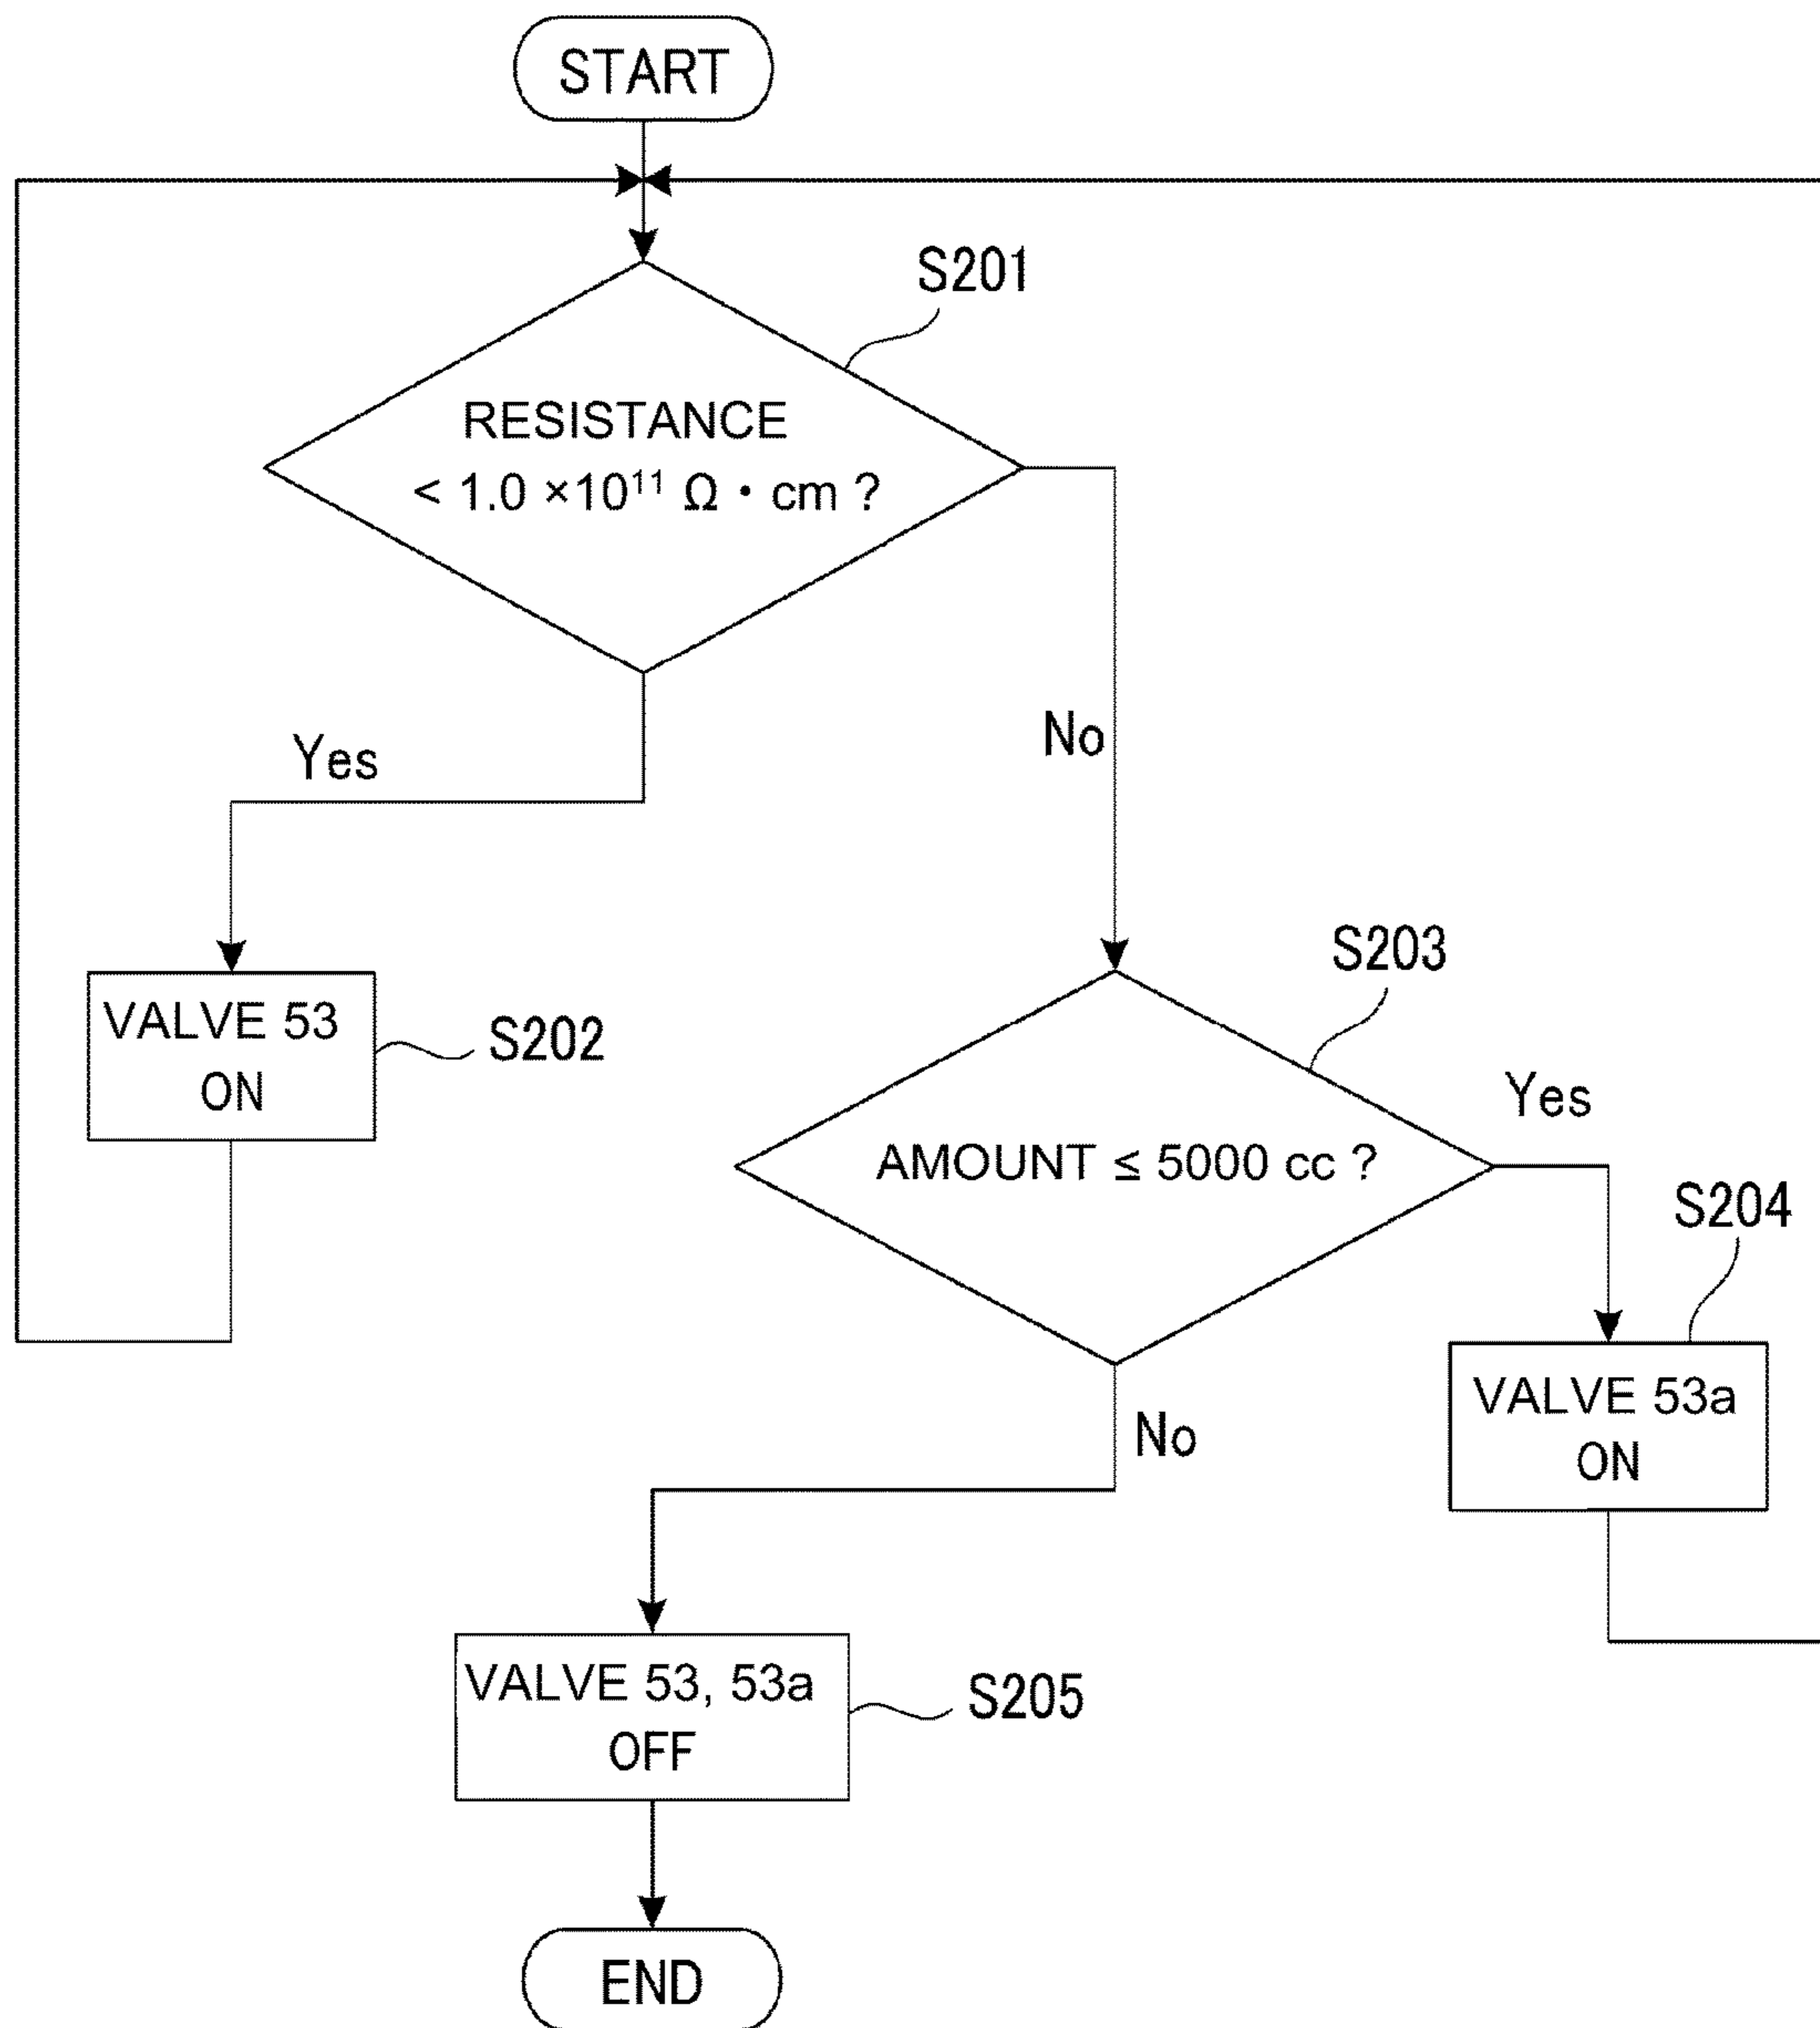 START
S201
RESISTANCE
< 1.0 ×10¹¹ Ω・cm ?
Yes
No
VALVE 53
ON
S202
S203
AMOUNT ≤ 5000 cc ?
Yes
S204
VALVE 53a
ON
No
VALVE 53, 53a
OFF
S205
END